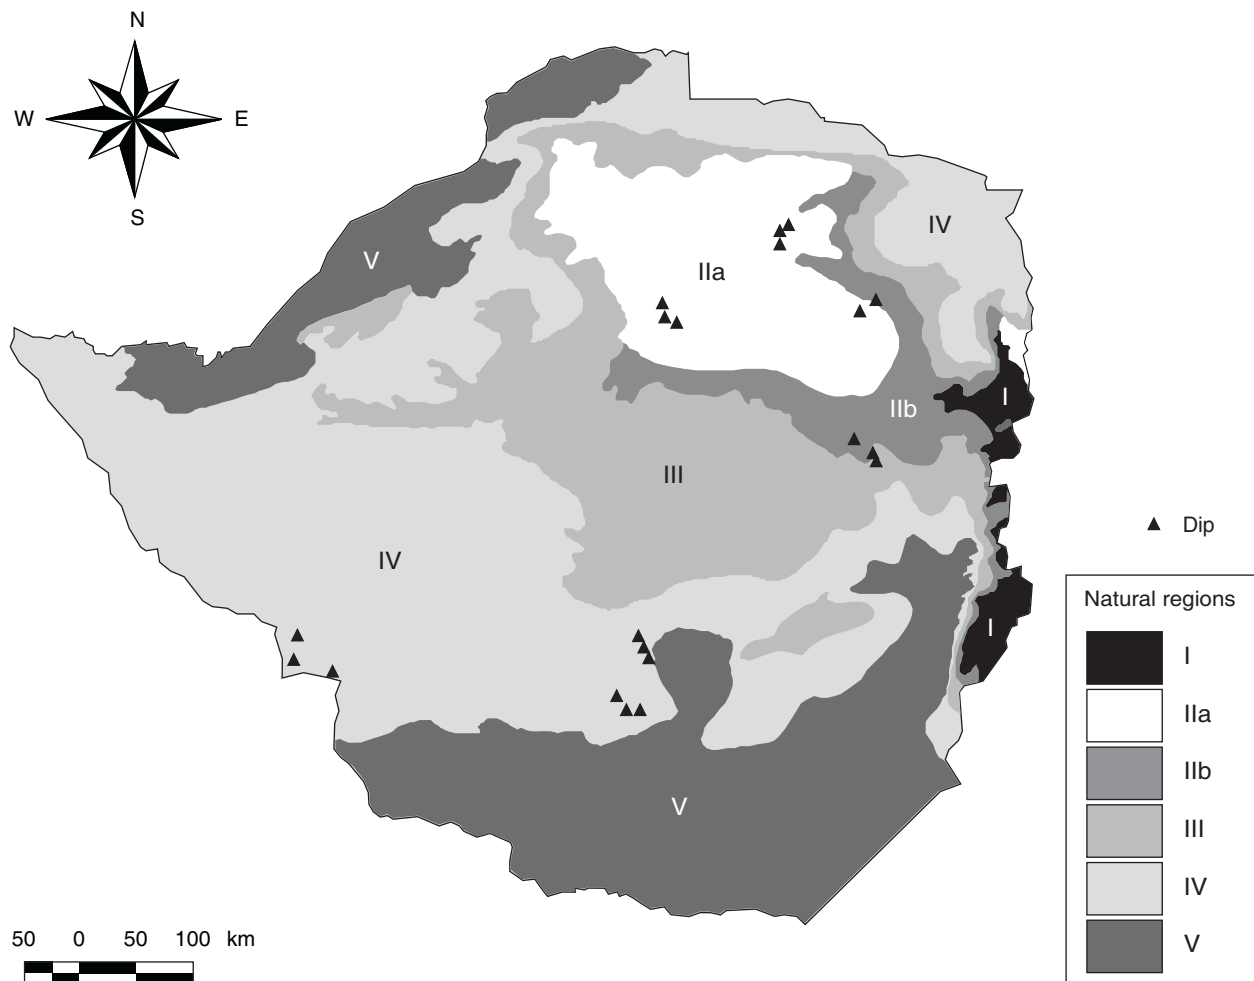 N
W E
S
IV
V
IIa
I
IIb
III
Dip
IV
Natural regions
I
I
IIa
IIb
V
III
IV
50 0 50 100 km
V